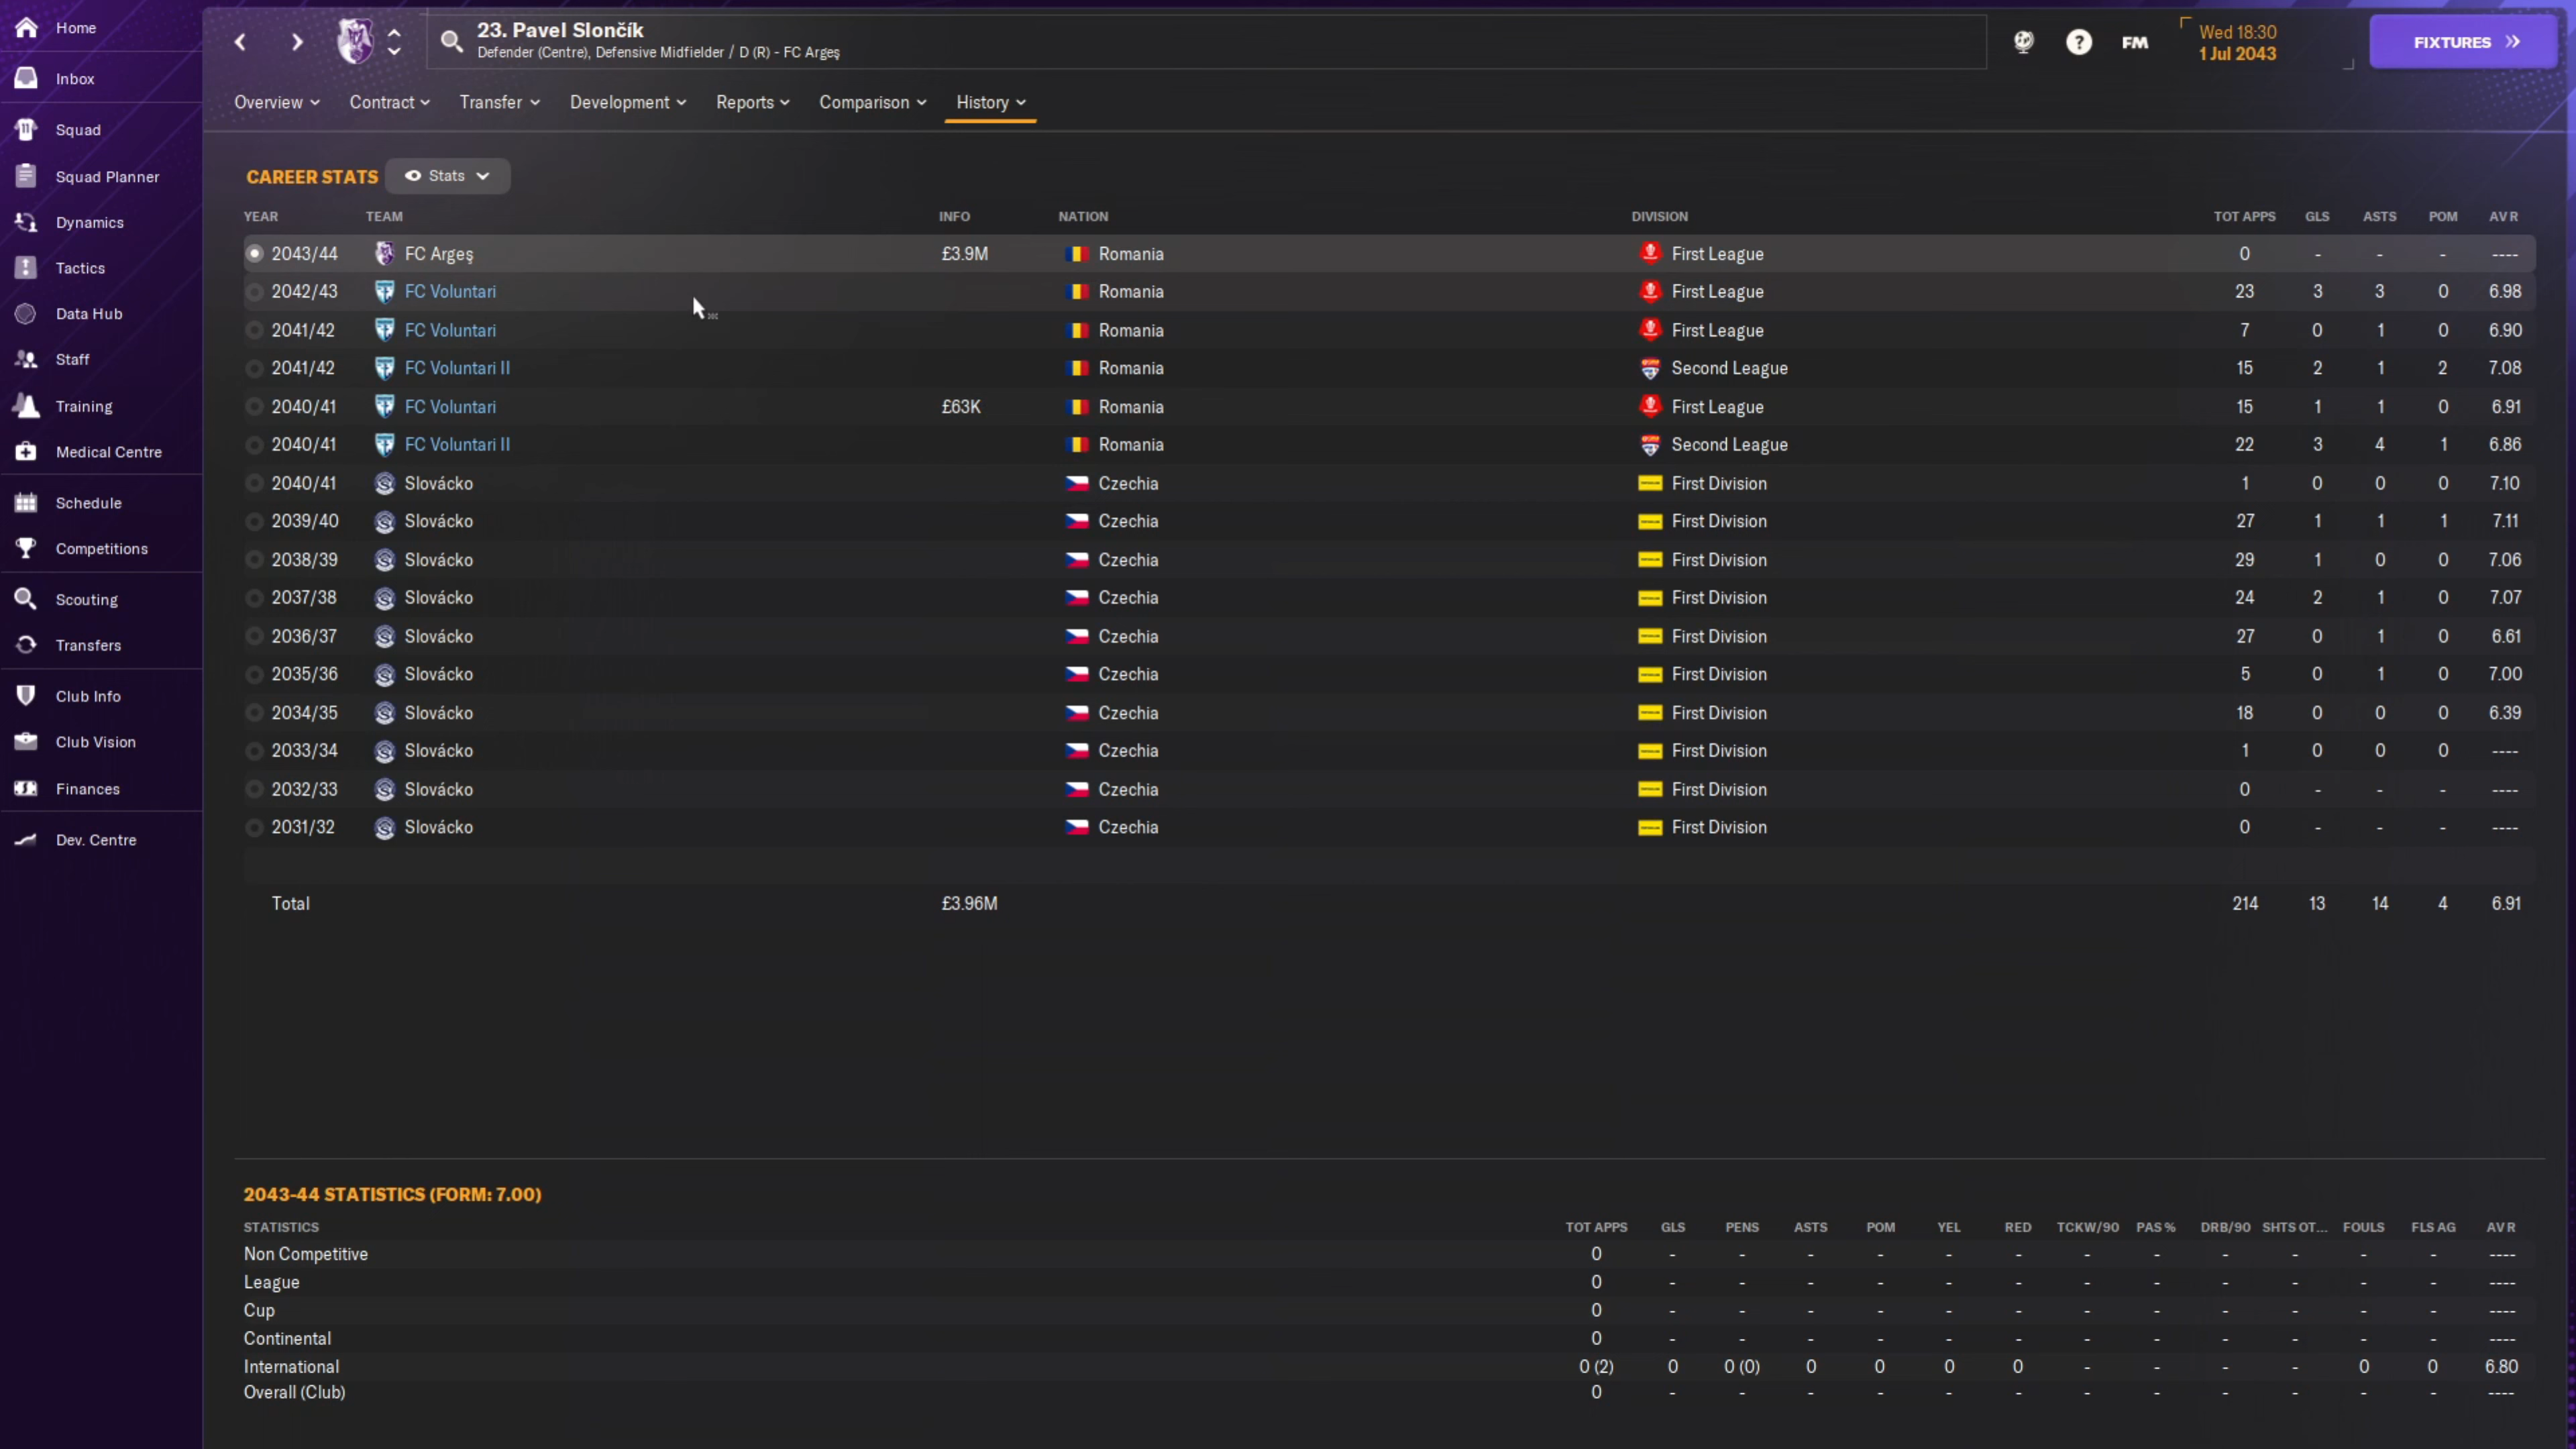 Home
Inbox
Squad
Squad Planner
Dynamics
Tactics
Data Hub
Staff
Training
Medical Centre
Schedule
Competitions
Scouting
Transfers
Club Info
Club Vision
Finances
Dev. Centre
23. Pavel Slončík
Defender (Centre), Defensive Midfielder / D (R) - FC Argeş
? FM
Wed 18:30
1 Jul 2043
FIXTURES
Overview Contract Transfer Development Reports Comparison History
CAREER STATS Stats
YEAR TEAM INFO NATION DIVISION TOT APPS GLS ASTS POM AV R
2043/44 FC Argeş £3.9M Romania First League 0 - - - ----
2042/43 FC Voluntari Romania First League 23 3 3 0 6.98
2041/42 FC Voluntari Romania First League 7 0 1 0 6.90
2041/42 FC Voluntari II Romania Second League 15 2 1 2 7.08
2040/41 FC Voluntari £63K Romania First League 15 1 1 0 6.91
2040/41 FC Voluntari II Romania Second League 22 3 4 1 6.86
2040/41 Slovácko Czechia First Division 1 0 0 0 7.10
2039/40 Slovácko Czechia First Division 27 1 1 1 7.11
2038/39 Slovácko Czechia First Division 29 1 0 0 7.06
2037/38 Slovácko Czechia First Division 24 2 1 0 7.07
2036/37 Slovácko Czechia First Division 27 0 1 0 6.61
2035/36 Slovácko Czechia First Division 5 0 1 0 7.00
2034/35 Slovácko Czechia First Division 18 0 0 0 6.39
2033/34 Slovácko Czechia First Division 1 0 0 0 ----
2032/33 Slovácko Czechia First Division 0 - - - ----
2031/32 Slovácko Czechia First Division 0 - - - ----
Total £3.96M 214 13 14 4 6.91
2043-44 STATISTICS (FORM: 7.00)
STATISTICS TOT APPS GLS PENS ASTS POM YEL RED TCKW/90 PAS % DRB/90 SHTS OT... FOULS FLS AG AV R
Non Competitive 0 - - - - - - - - - - - - ----
League 0 - - - - - - - - - - - - ----
Cup 0 - - - - - - - - - - - - ----
Continental 0 - - - - - - - - - - - - ----
International 0 (2) 0 0 (0) 0 0 0 0 - - - - 0 0 6.80
Overall (Club) 0 - - - - - - - - - - - - ----